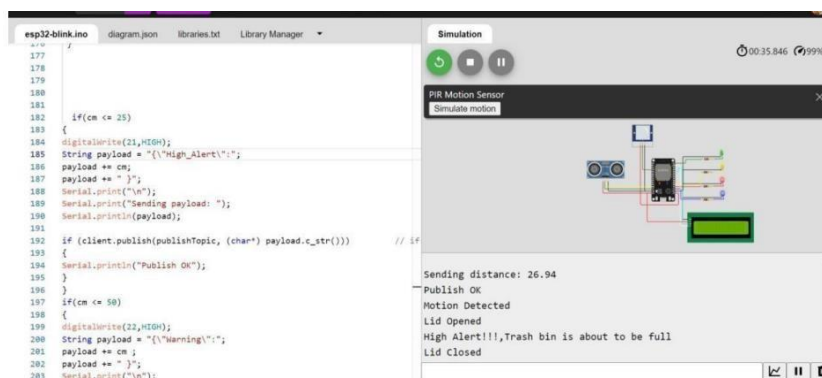 esp32-blink.ino diagram.json libraries.txt Library Manager
177
178
179
180
181
182 if(cm <= 25)
183 {
184 digitalWrite(21,HIGH);
185 String payload = "{\"High_Alert\":";
186 payload += cm;
187 payload += " }";
188 Serial.print("\n");
189 Serial.print("Sending payload: ");
190 Serial.println(payload);
191
192 if (client.publish(publishTopic, (char*) payload.c_str())) // if
193 {
194 Serial.println("Publish OK");
195 }
196 }
197 if(cm <= 50)
198 {
199 digitalWrite(22,HIGH);
200 String payload = "{\"Warning\":";
201 payload += cm ;
202 payload += " }";
203 Serial.print("\n");
Simulation
00:35.846 99%
PIR Motion Sensor
Simulate motion
Sending distance: 26.94
Publish OK
Motion Detected
Lid Opened
High Alert!!!,Trash bin is about to be full
Lid Closed